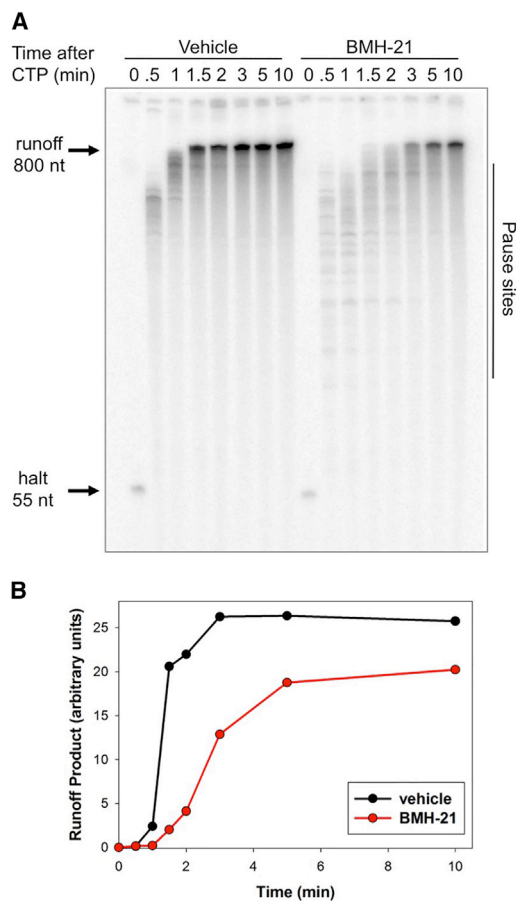 A
Time after
CTP (min)
Vehicle
BMH-21
0 .5 1 1.5 2 3 5 10 0 .5 1 1.5 2 3 5 10
runoff
800 nt
Pause sites
halt
55 nt
B
Runoff Product (arbitrary units)
25
20
15
10
5
0
0 2 4 6 8 10
Time (min)
vehicle
BMH-21